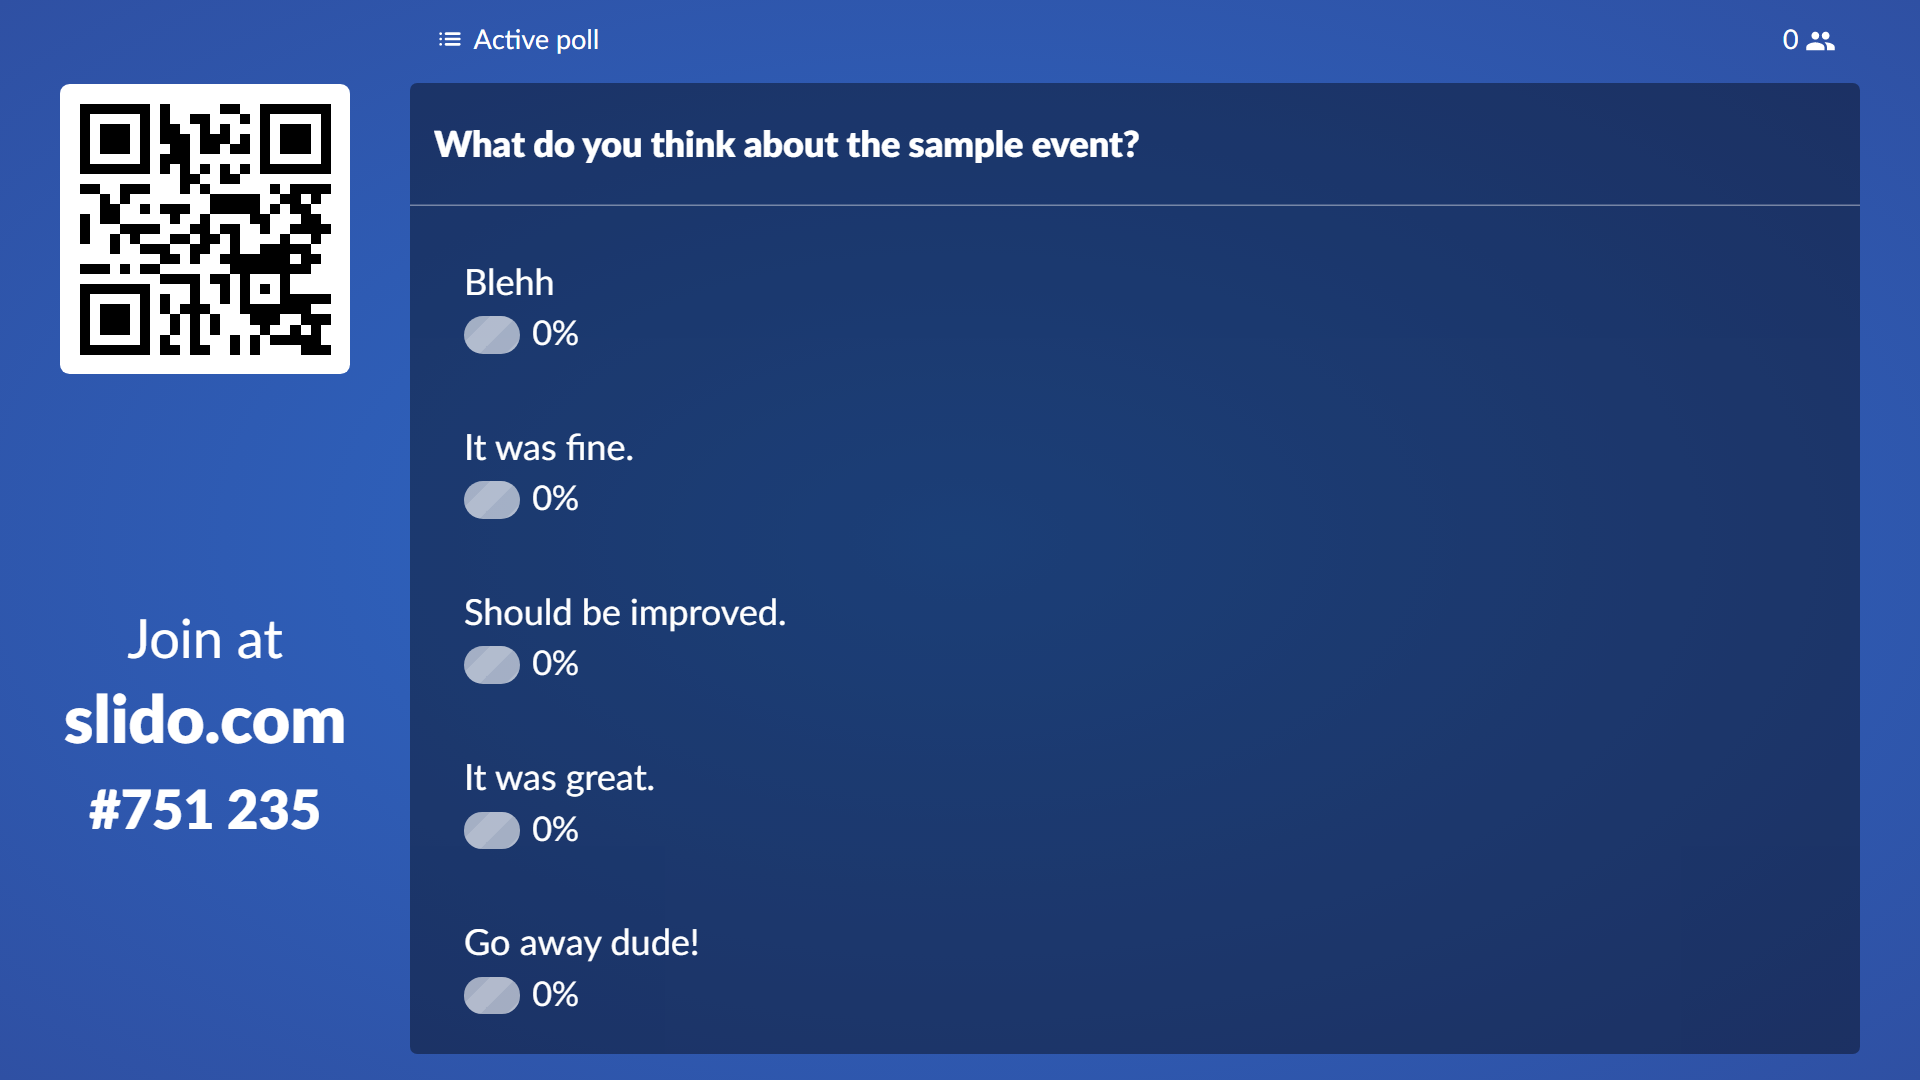 Active poll
0
What do you think about the sample event?
Blehh
0%
It was fine.
0%
Should be improved.
0%
It was great.
0%
Go away dude!
0%
Join at
slido.com
#751 235